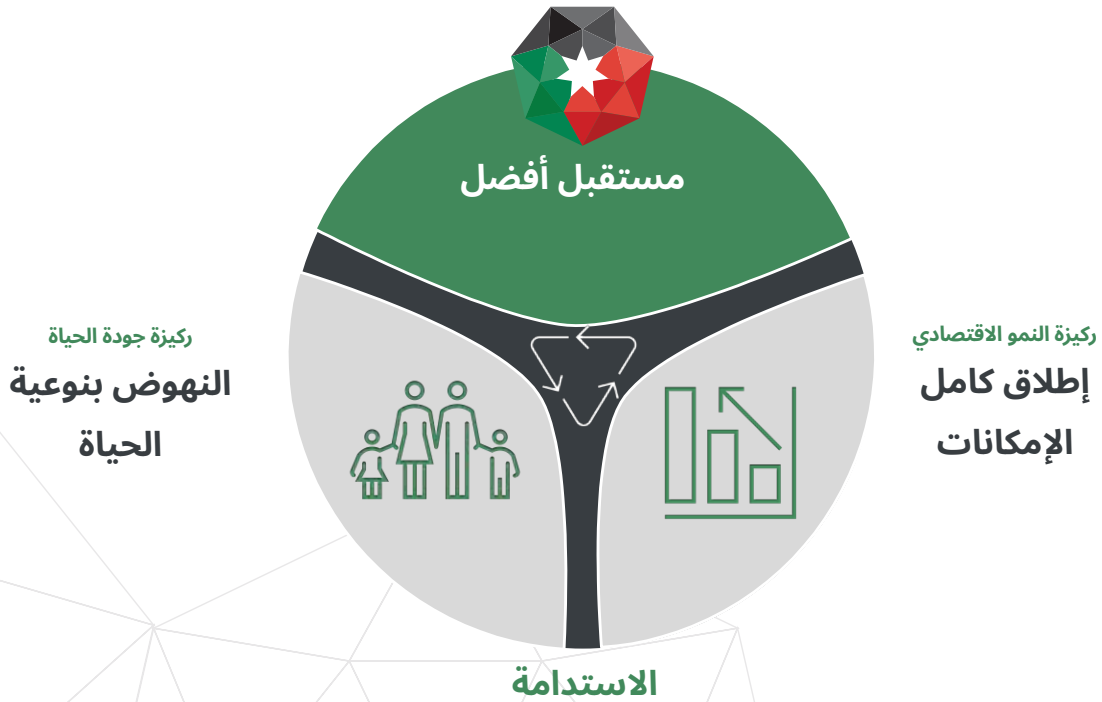 مستقبل أفضل
ركيزة النمو الاقتصادي
إطلاق كامل
الإمكانات
ركيزة جودة الحياة
النهوض بنوعية
الحياة
الاستدامة